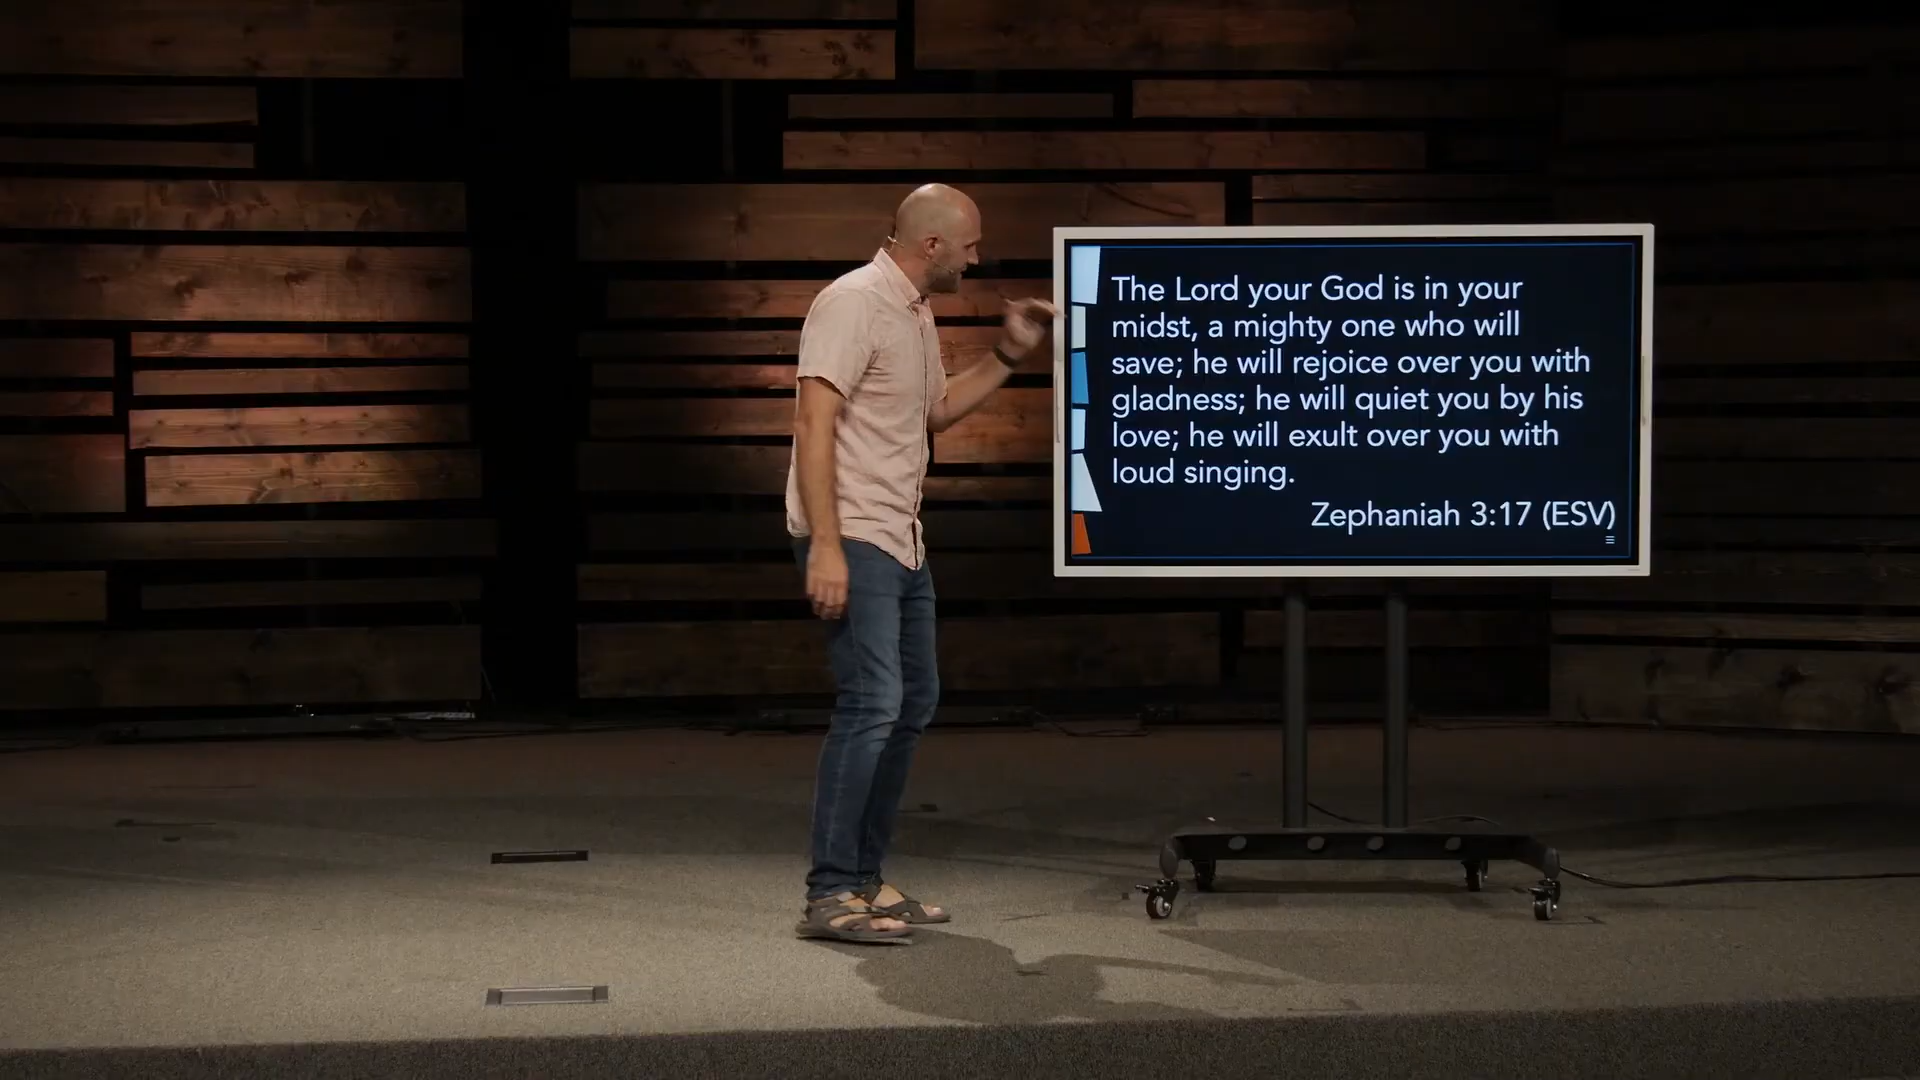 The Lord your God is in your
midst, a mighty one who will
save; he will rejoice over you with
gladness; he will quiet you by his
love; he will exult over you with
loud singing.
Zephaniah 3:17 (ESV)